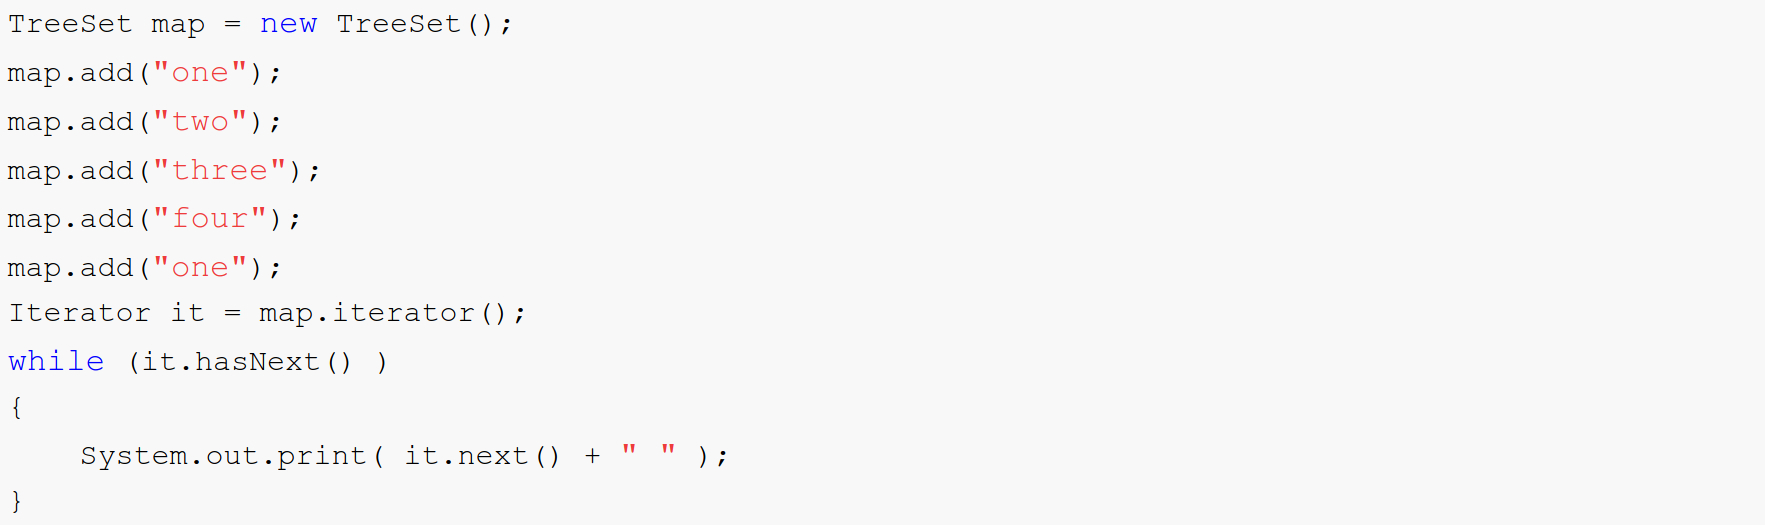 TreeSet map = new TreeSet();
map.add("one");
map.add("two");
map.add("three");
map.add("four");
map.add("one");
Iterator it = map.iterator();
while (it.hasNext() )
{
    System.out.print( it.next() + " " );
}